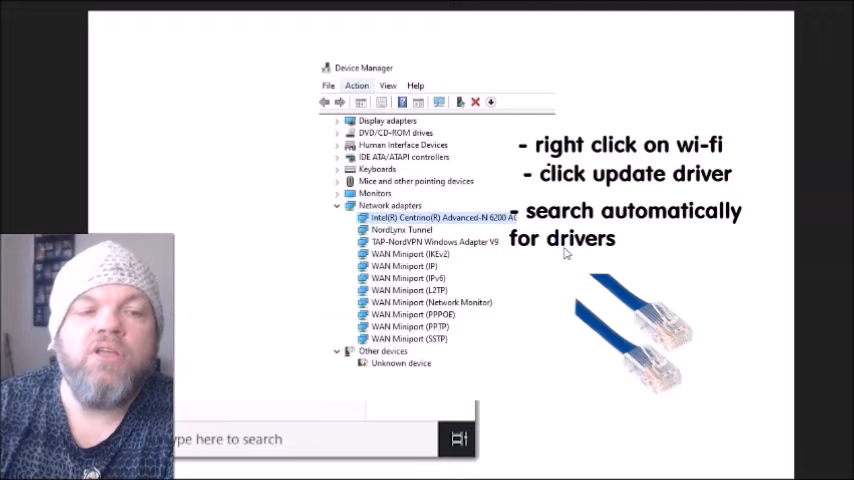 Device Manager
File Action View Help
Display adapters
DVD/CD-ROM drives
Human Interface Devices
IDE ATA/ATAPI controllers
Keyboards
Mice and other pointing devices
Monitors
Network adapters
Intel(R) Centrino(R) Advanced-N 6200 AG
NordLynx Tunnel
TAP-NordVPN Windows Adapter V9
WAN Miniport (IKEv2)
WAN Miniport (IP)
WAN Miniport (IPv6)
WAN Miniport (L2TP)
WAN Miniport (Network Monitor)
WAN Miniport (PPPOE)
WAN Miniport (PPTP)
WAN Miniport (SSTP)
Other devices
Unknown device
- right click on wi-fi
- click update driver
- search automatically
for drivers
ype here to search